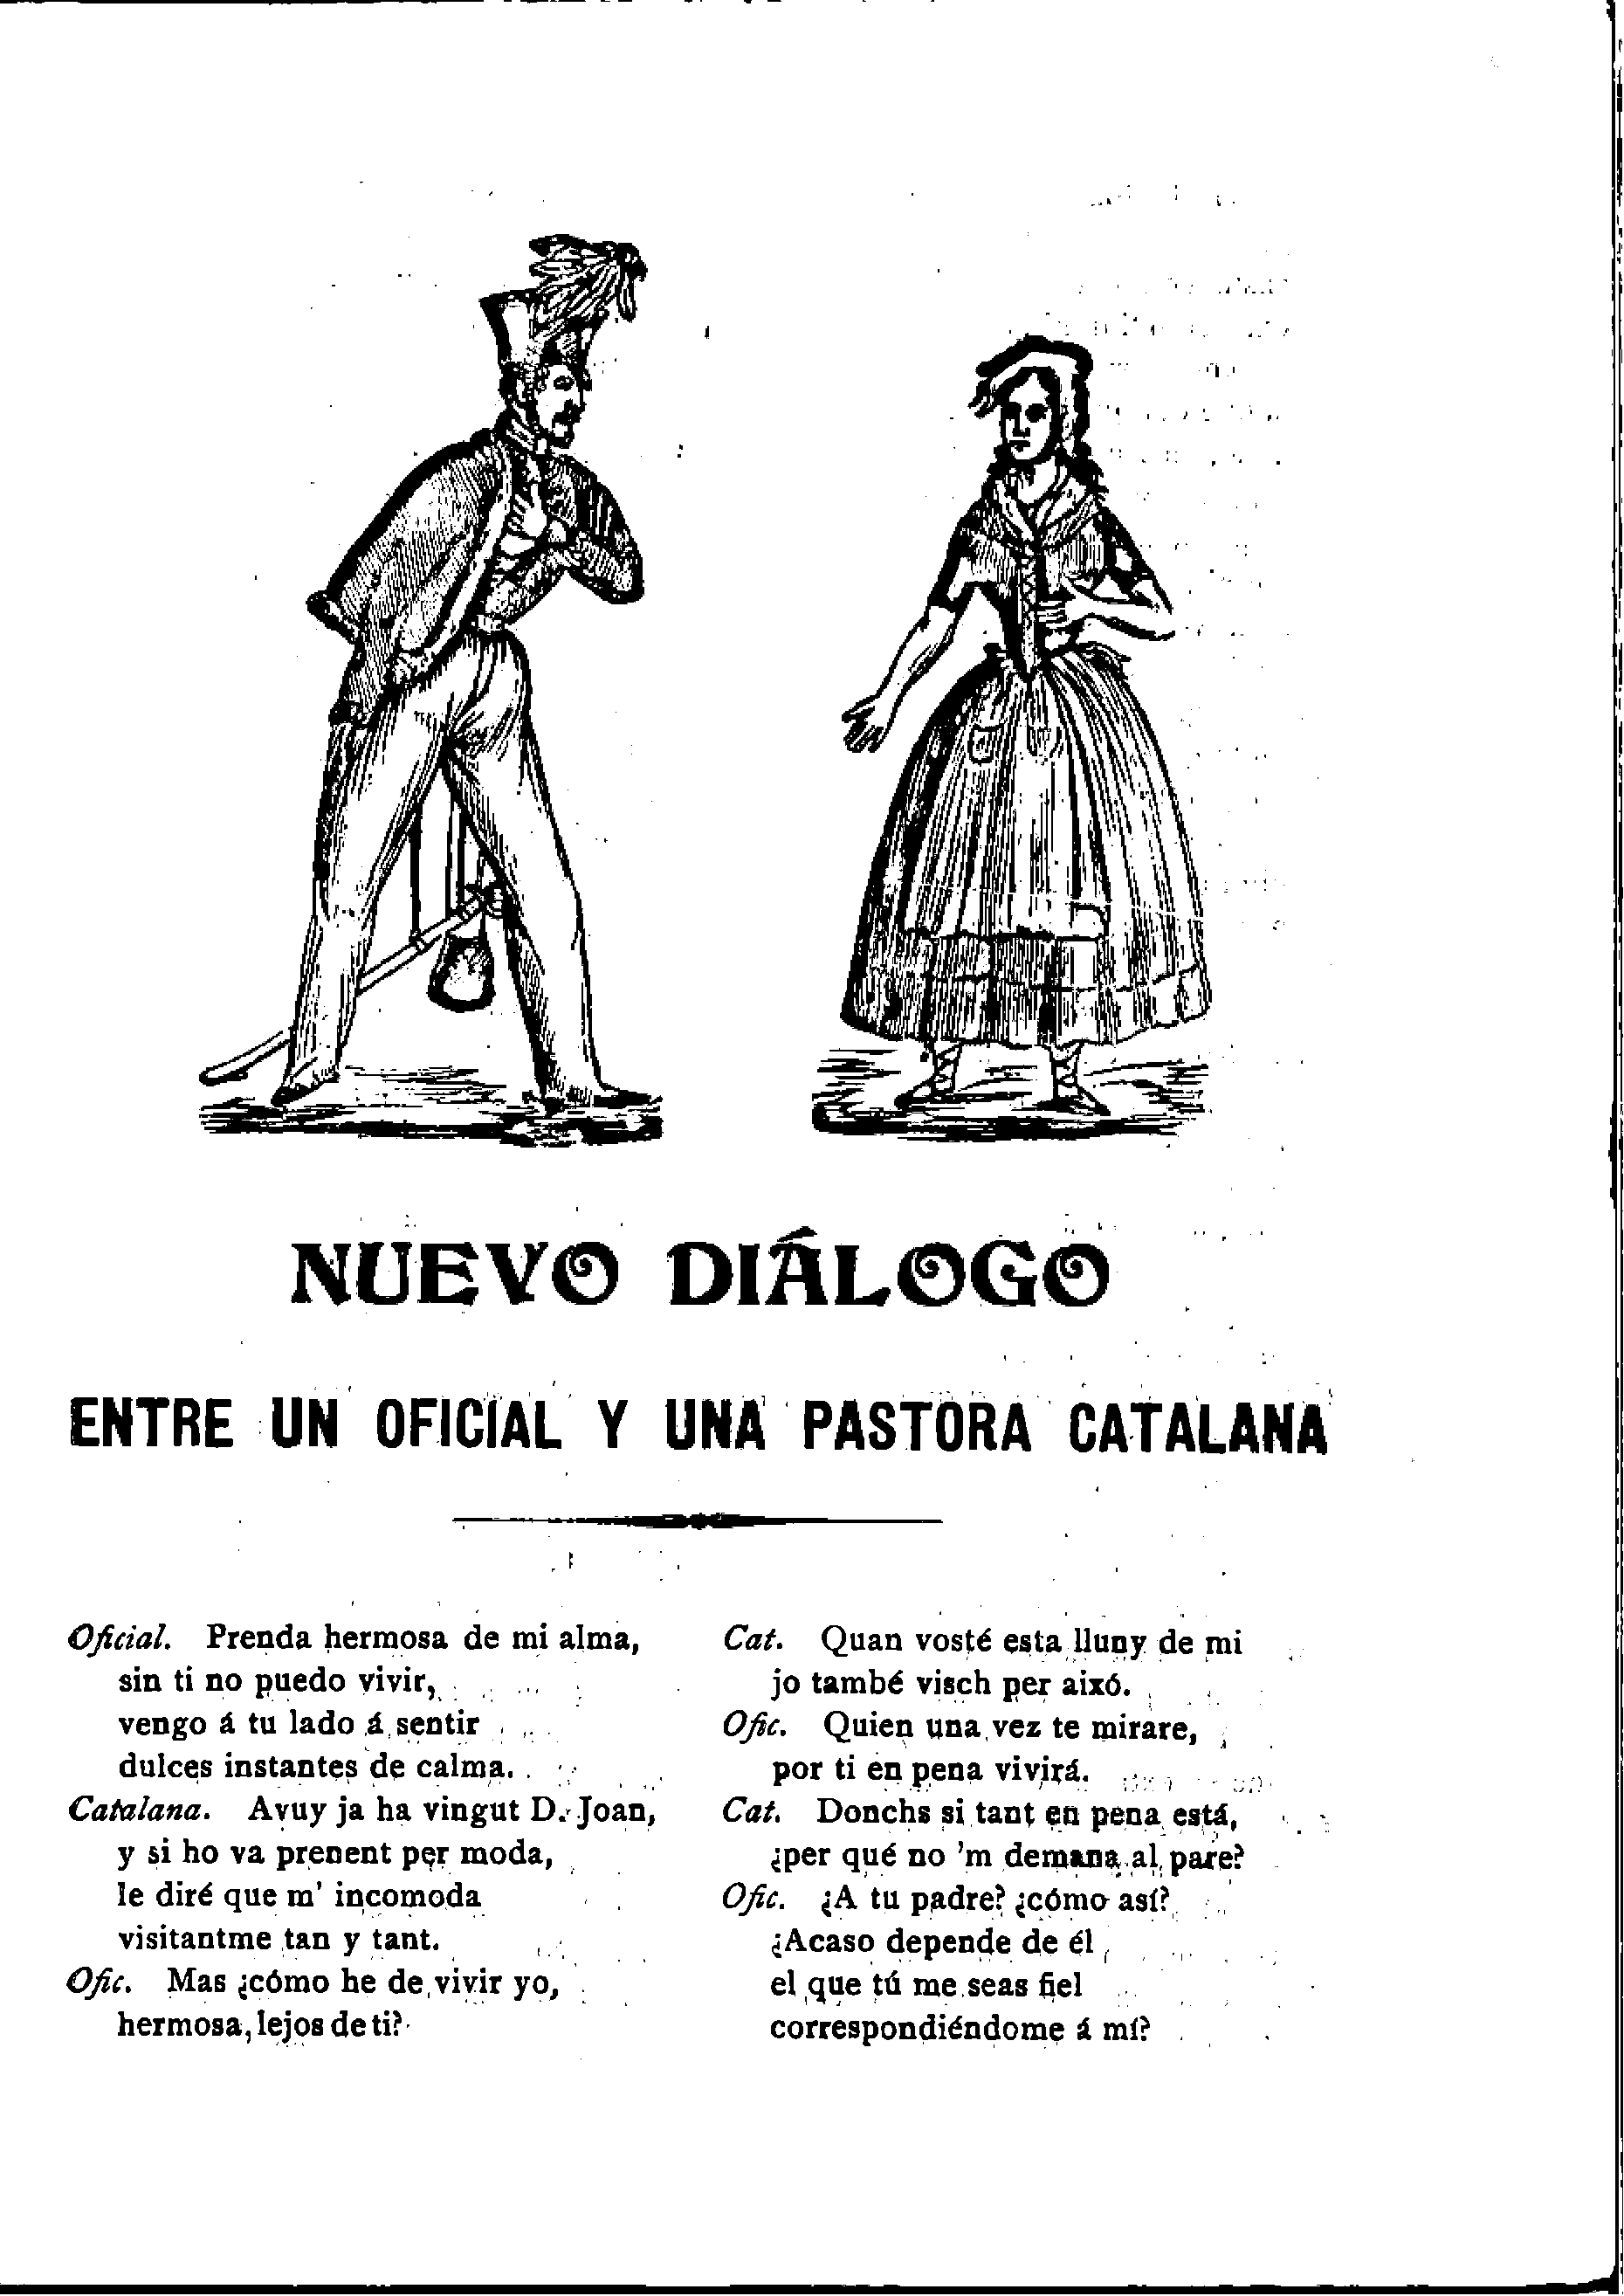 NUEVO DIÁLOGO
ENTRE UN OFICIAL Y UNA PASTORA CATALANA
Oficial. Prenda hermosa de mi alma,
sin ti no puedo vivir,
vengo á tu lado á sentir
dulces instantes de calma.
Catalana. Avuy ja ha vingut D. Joan,
y si ho va prenent per moda,
le diré que m' incomoda
visitantme tan y tant.
Ofic. Mas ¿cómo he de vivir yo,
hermosa, lejos de ti?
Cat. Quan vosté esta lluny de mi
jo també visch per aixó.
Ofic. Quien una vez te mirare,
por ti en pena vivirá.
Cat. Donchs si tant en pena está,
¿per qué no 'm demana al pare?
Ofic. ¿A tu padre? ¿cómo así?
¿Acaso depende de él
el que tú me seas fiel
correspondiéndome á mí?